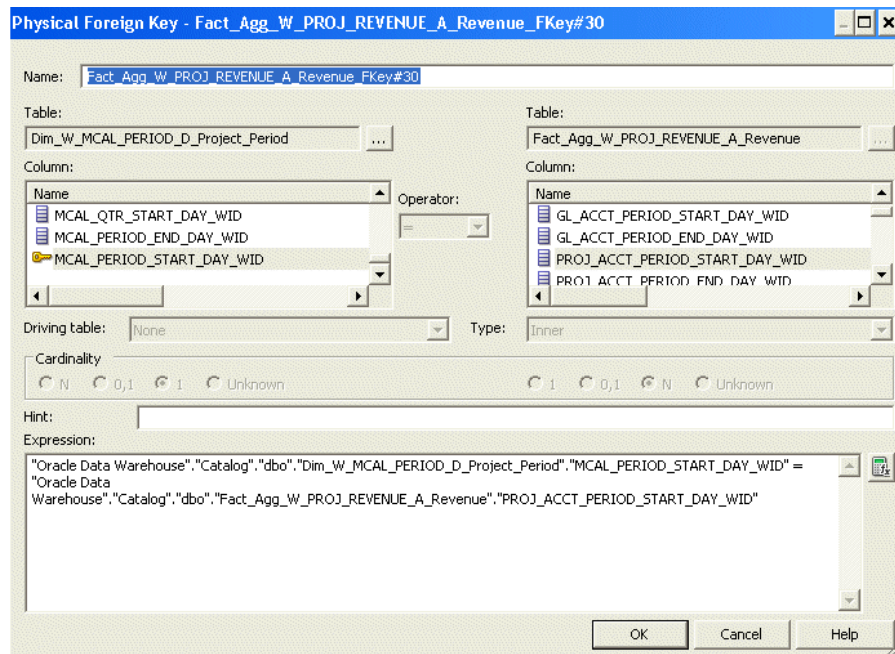 Physical Foreign Key - Fact_Agg_W_PROJ_REVENUE_A_Revenue_FKey#30
Name: Fact_Agg_W_PROJ_REVENUE_A_Revenue_FKey#30
Table: Table:
Dim_W_MCAL_PERIOD_D_Project_Period ... Fact_Agg_W_PROJ_REVENUE_A_Revenue ...
Column: Column:
Name Operator: Name
MCAL_QTR_START_DAY_WID = GL_ACCT_PERIOD_START_DAY_WID
MCAL_PERIOD_END_DAY_WID GL_ACCT_PERIOD_END_DAY_WID
MCAL_PERIOD_START_DAY_WID PROJ_ACCT_PERIOD_START_DAY_WID
PROJ_ACCT_PERIOD_END_DAY_WID
Driving table: None Type: Inner
Cardinality
N 0,1 1 Unknown 1 0,1 N Unknown
Hint:
Expression:
"Oracle Data Warehouse"."Catalog"."dbo"."Dim_W_MCAL_PERIOD_D_Project_Period"."MCAL_PERIOD_START_DAY_WID" =
"Oracle Data
Warehouse"."Catalog"."dbo"."Fact_Agg_W_PROJ_REVENUE_A_Revenue"."PROJ_ACCT_PERIOD_START_DAY_WID"
OK Cancel Help